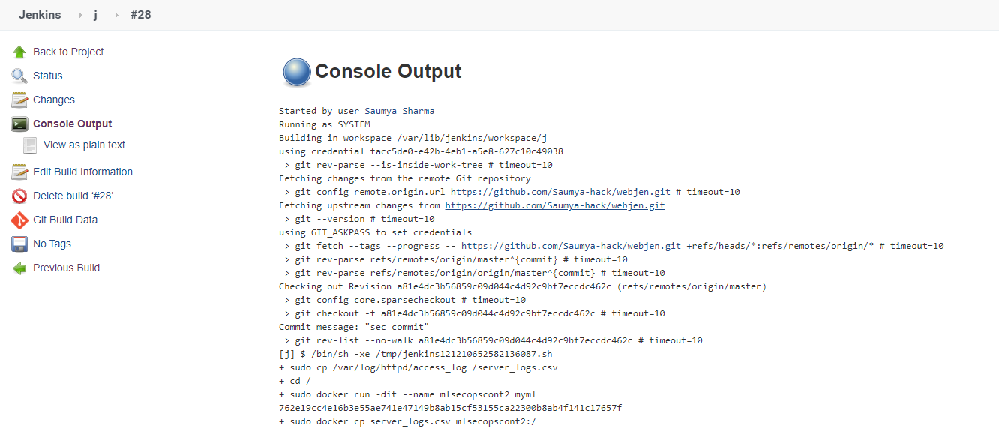 Jenkins j #28
Back to Project
Status
Changes
Console Output
View as plain text
Edit Build Information
Delete build ‘#28’
Git Build Data
No Tags
Previous Build
Console Output
Started by user Saumya Sharma
Running as SYSTEM
Building in workspace /var/lib/jenkins/workspace/j
using credential facc5de0-e42b-4eb1-a5e8-627c10c49038
> git rev-parse --is-inside-work-tree # timeout=10
Fetching changes from the remote Git repository
> git config remote.origin.url https://github.com/Saumya-hack/webjen.git # timeout=10
Fetching upstream changes from https://github.com/Saumya-hack/webjen.git
> git --version # timeout=10
using GIT_ASKPASS to set credentials
> git fetch --tags --progress -- https://github.com/Saumya-hack/webjen.git +refs/heads/*:refs/remotes/origin/* # timeout=10
> git rev-parse refs/remotes/origin/master^{commit} # timeout=10
> git rev-parse refs/remotes/origin/origin/master^{commit} # timeout=10
Checking out Revision a81e4dc3b56859c09d044c4d92c9bf7eccdc462c (refs/remotes/origin/master)
> git config core.sparsecheckout # timeout=10
> git checkout -f a81e4dc3b56859c09d044c4d92c9bf7eccdc462c # timeout=10
Commit message: "sec commit"
> git rev-list --no-walk a81e4dc3b56859c09d044c4d92c9bf7eccdc462c # timeout=10
[j] $ /bin/sh -xe /tmp/jenkins121210652582136087.sh
+ sudo cp /var/log/httpd/access_log /server_logs.csv
+ cd /
+ sudo docker run -dit --name mlsecopscont2 myml
762e19cc4e16b3e55ae741e47149b8ab15cf53155ca22300b8ab4f141c17657f
+ sudo docker cp server_logs.csv mlsecopscont2:/